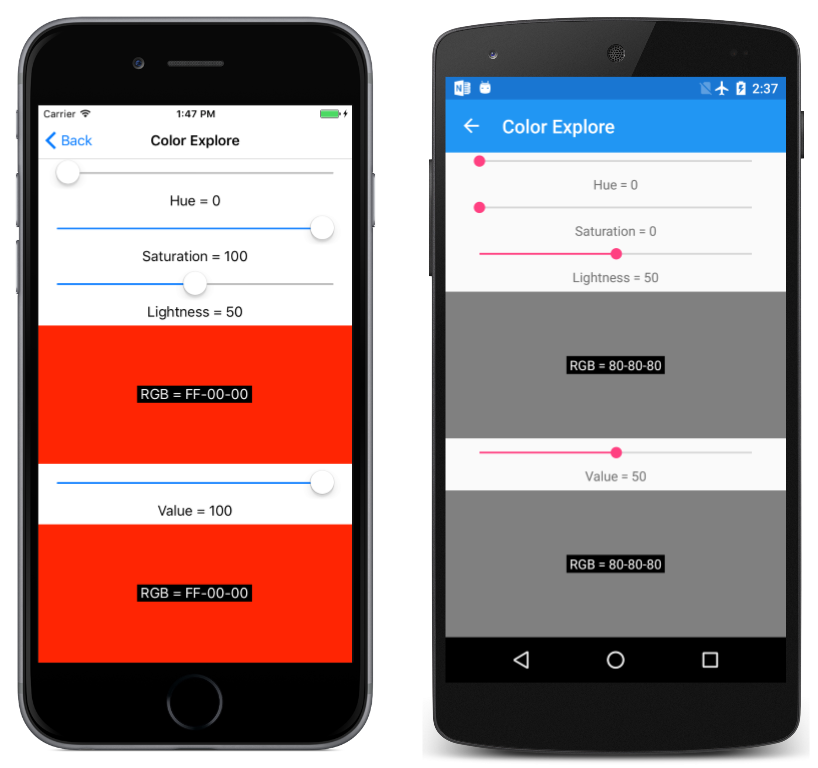 Carrier 1:47 PM
Back Color Explore
Hue = 0
Saturation = 100
Lightness = 50
RGB = FF-00-00
Value = 100
RGB = FF-00-00
N 2:37
Color Explore
Hue = 0
Saturation = 0
Lightness = 50
RGB = 80-80-80
Value = 50
RGB = 80-80-80